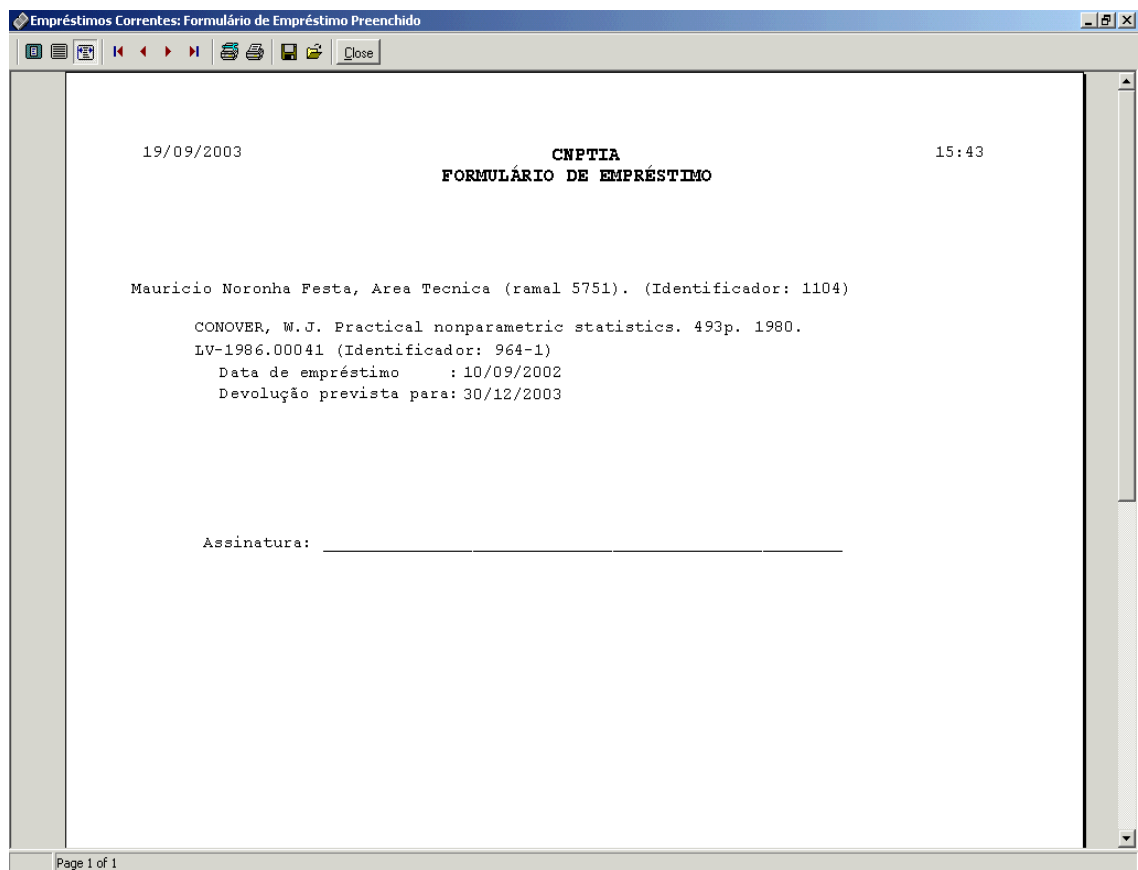 Empréstimos Correntes: Formulário de Empréstimo Preenchido
Close
19/09/2003 CNPTIA 15:43
FORMULÁRIO DE EMPRÉSTIMO
Mauricio Noronha Festa, Area Tecnica (ramal 5751). (Identificador: 1104)
CONOVER, W.J. Practical nonparametric statistics. 493p. 1980.
LV-1986.00041 (Identificador: 964-1)
Data de empréstimo : 10/09/2002
Devolução prevista para: 30/12/2003
Assinatura:
Page 1 of 1